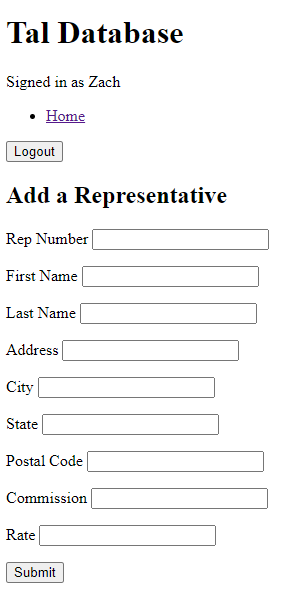 Tal Database
Signed in as Zach
Home
Logout
Add a Representative
Rep Number
First Name
Last Name
Address
City
State
Postal Code
Commission
Rate
Submit